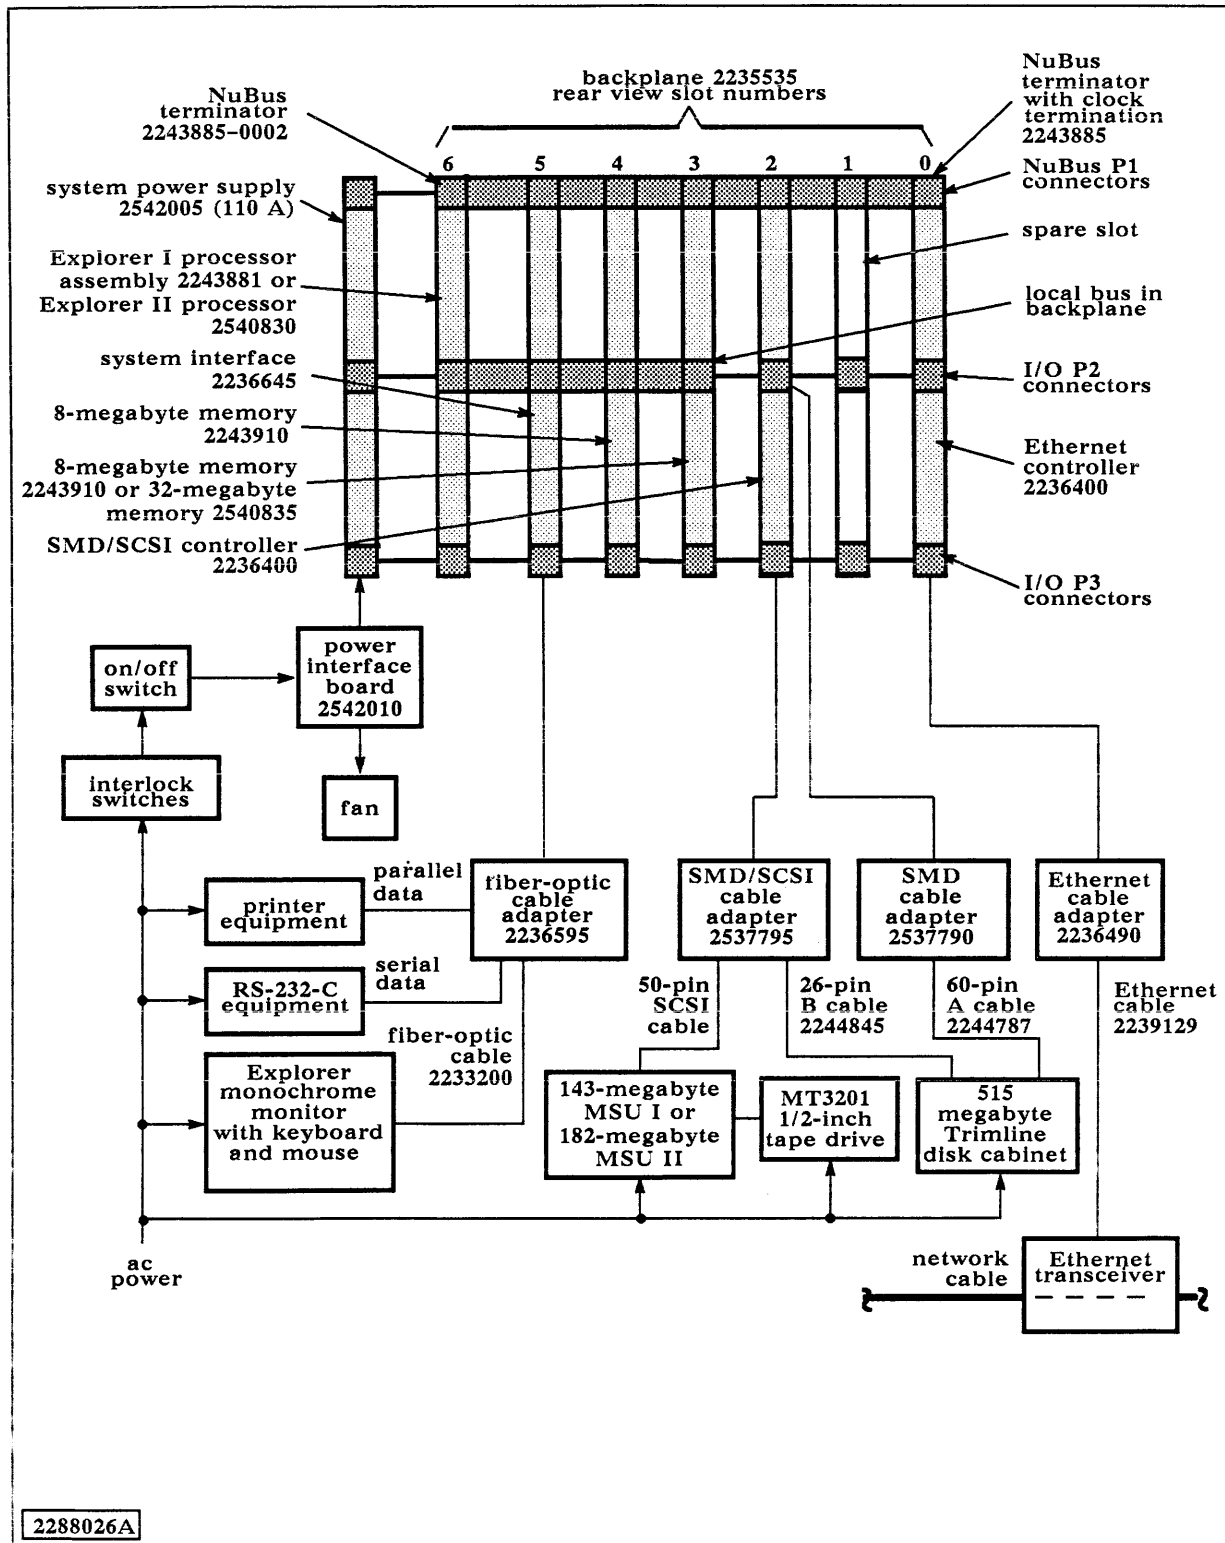 backplane 2235535
rear view slot numbers
NuBus
terminator
2243885-0002
NuBus
terminator
with clock
termination
2243885
6 5 4 3 2 1 0
system power supply
2542005 (110 A)
NuBus P1
connectors
Explorer I processor
assembly 2243881 or
Explorer II processor
2540830
spare slot
local bus in
backplane
system interface
2236645
I/O P2
connectors
8-megabyte memory
2243910
8-megabyte memory
2243910 or 32-megabyte
memory 2540835
Ethernet
controller
2236400
SMD/SCSI controller
2236400
I/O P3
connectors
on/off
switch
power
interface
board
2542010
interlock
switches
fan
printer
equipment
parallel
data
fiber-optic
cable
adapter
2236595
SMD/SCSI
cable
adapter
2537795
SMD
cable
adapter
2537790
Ethernet
cable
adapter
2236490
RS-232-C
equipment
serial
data
50-pin
SCSI
cable
26-pin
B cable
2244845
60-pin
A cable
2244787
Ethernet
cable
2239129
fiber-optic
cable
2233200
Explorer
monochrome
monitor
with keyboard
and mouse
143-megabyte
MSU I or
182-megabyte
MSU II
MT3201
1/2-inch
tape drive
515
megabyte
Trimline
disk cabinet
ac
power
network
cable
Ethernet
transceiver
2288026A